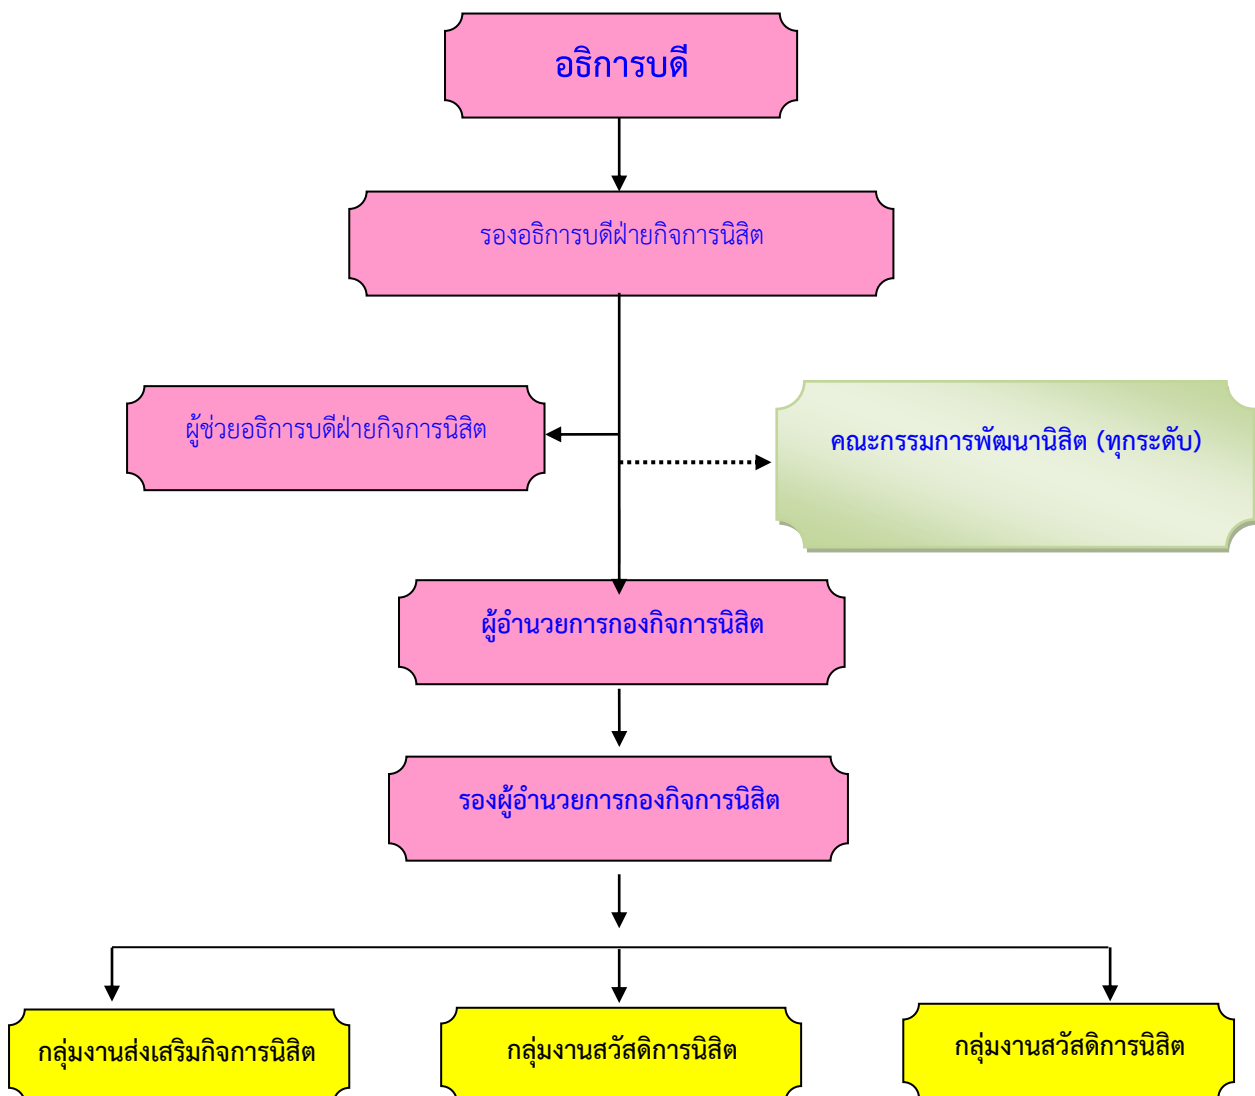 อธิการบดี
รองอธิการบดีฝ่ายกิจการนิสิต
ผู้ช่วยอธิการบดีฝ่ายกิจการนิสิต
คณะกรรมการพัฒนานิสิต (ทุกระดับ)
ผู้อำนวยการกองกิจการนิสิต
รองผู้อำนวยการกองกิจการนิสิต
กลุ่มงานส่งเสริมกิจการนิสิต
กลุ่มงานสวัสดิการนิสิต
กลุ่มงานสวัสดิการนิสิต